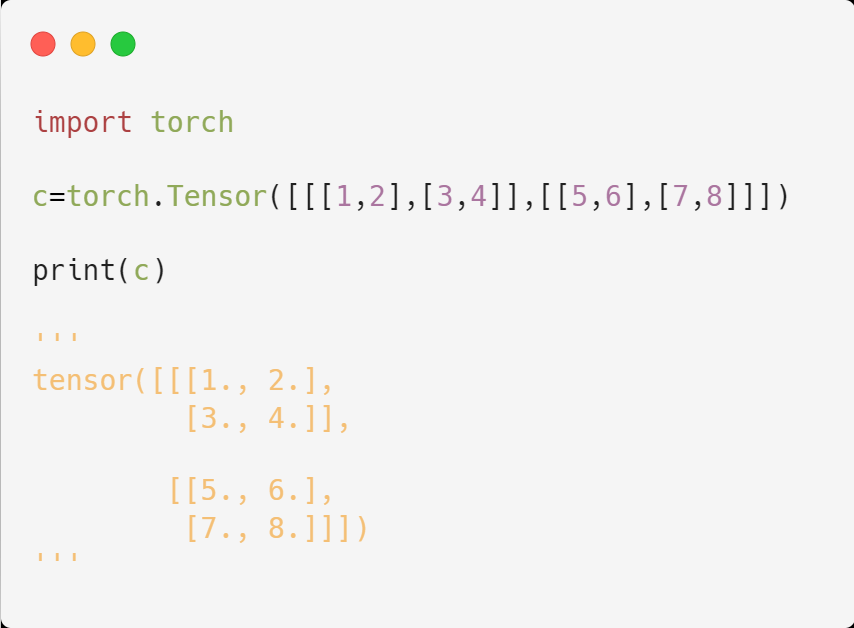 import torch
c=torch.Tensor([[[1,2],[3,4]],[[5,6],[7,8]]])
print(c)
'''
tensor([[[1., 2.],
         [3., 4.]],
        [[5., 6.],
         [7., 8.]]])
'''